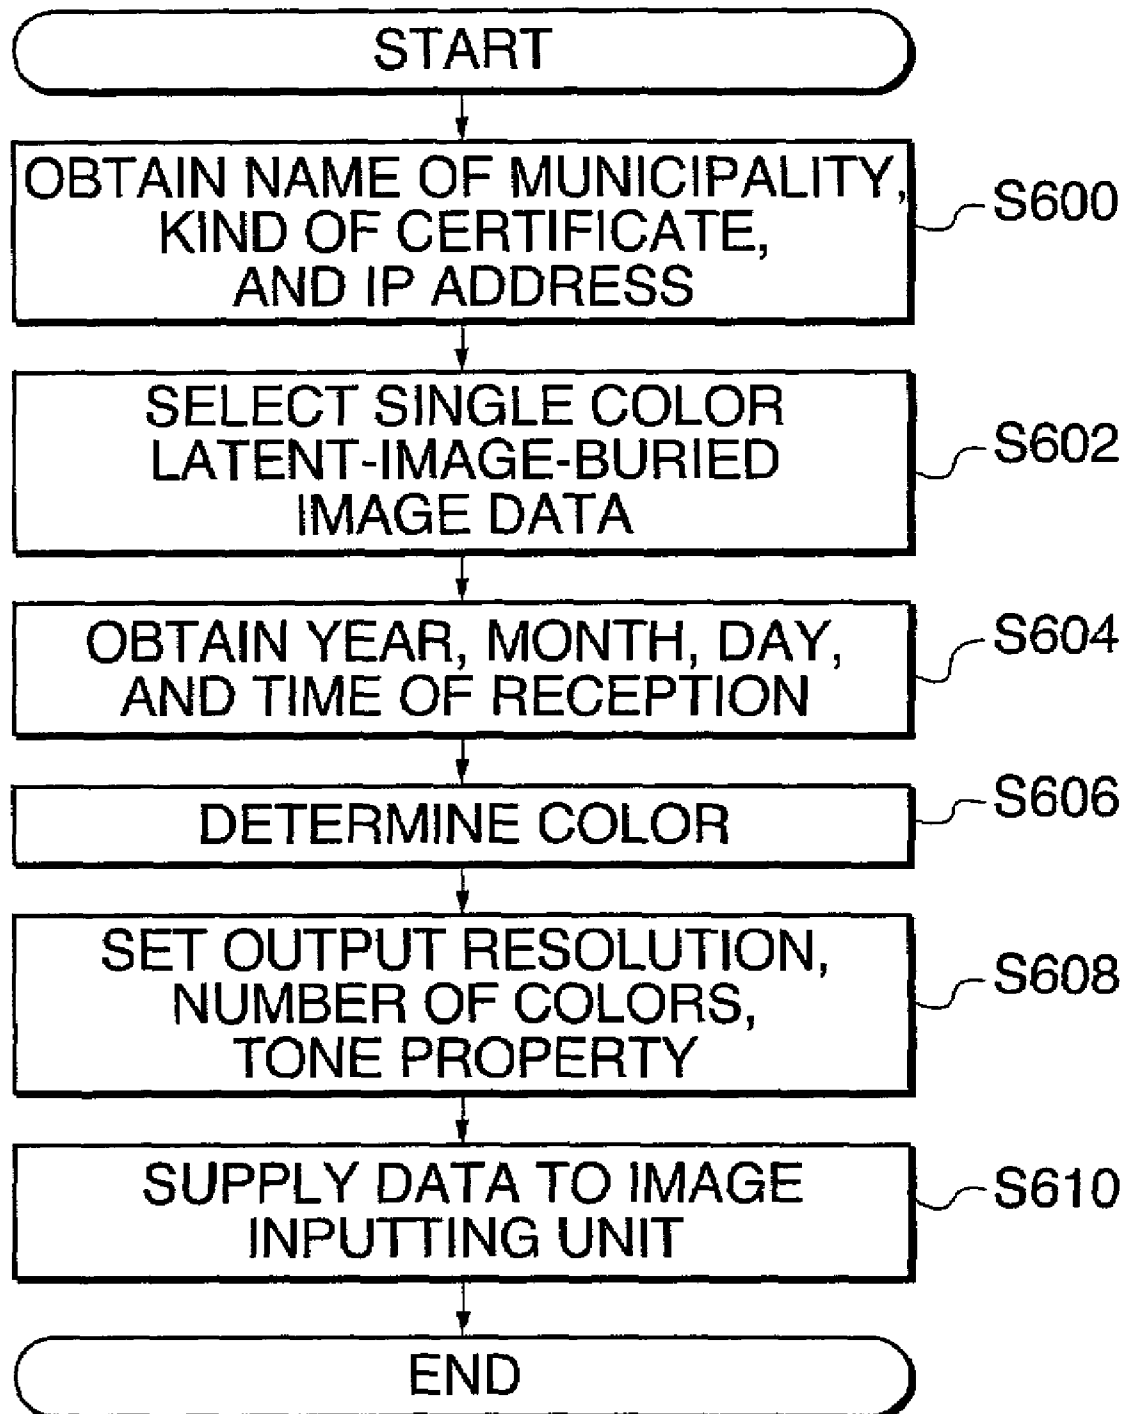 START
OBTAIN NAME OF MUNICIPALITY,
KIND OF CERTIFICATE,
AND IP ADDRESS
S600
SELECT SINGLE COLOR
LATENT-IMAGE-BURIED
IMAGE DATA
S602
OBTAIN YEAR, MONTH, DAY,
AND TIME OF RECEPTION
S604
DETERMINE COLOR
S606
SET OUTPUT RESOLUTION,
NUMBER OF COLORS,
TONE PROPERTY
S608
SUPPLY DATA TO IMAGE
INPUTTING UNIT
S610
END